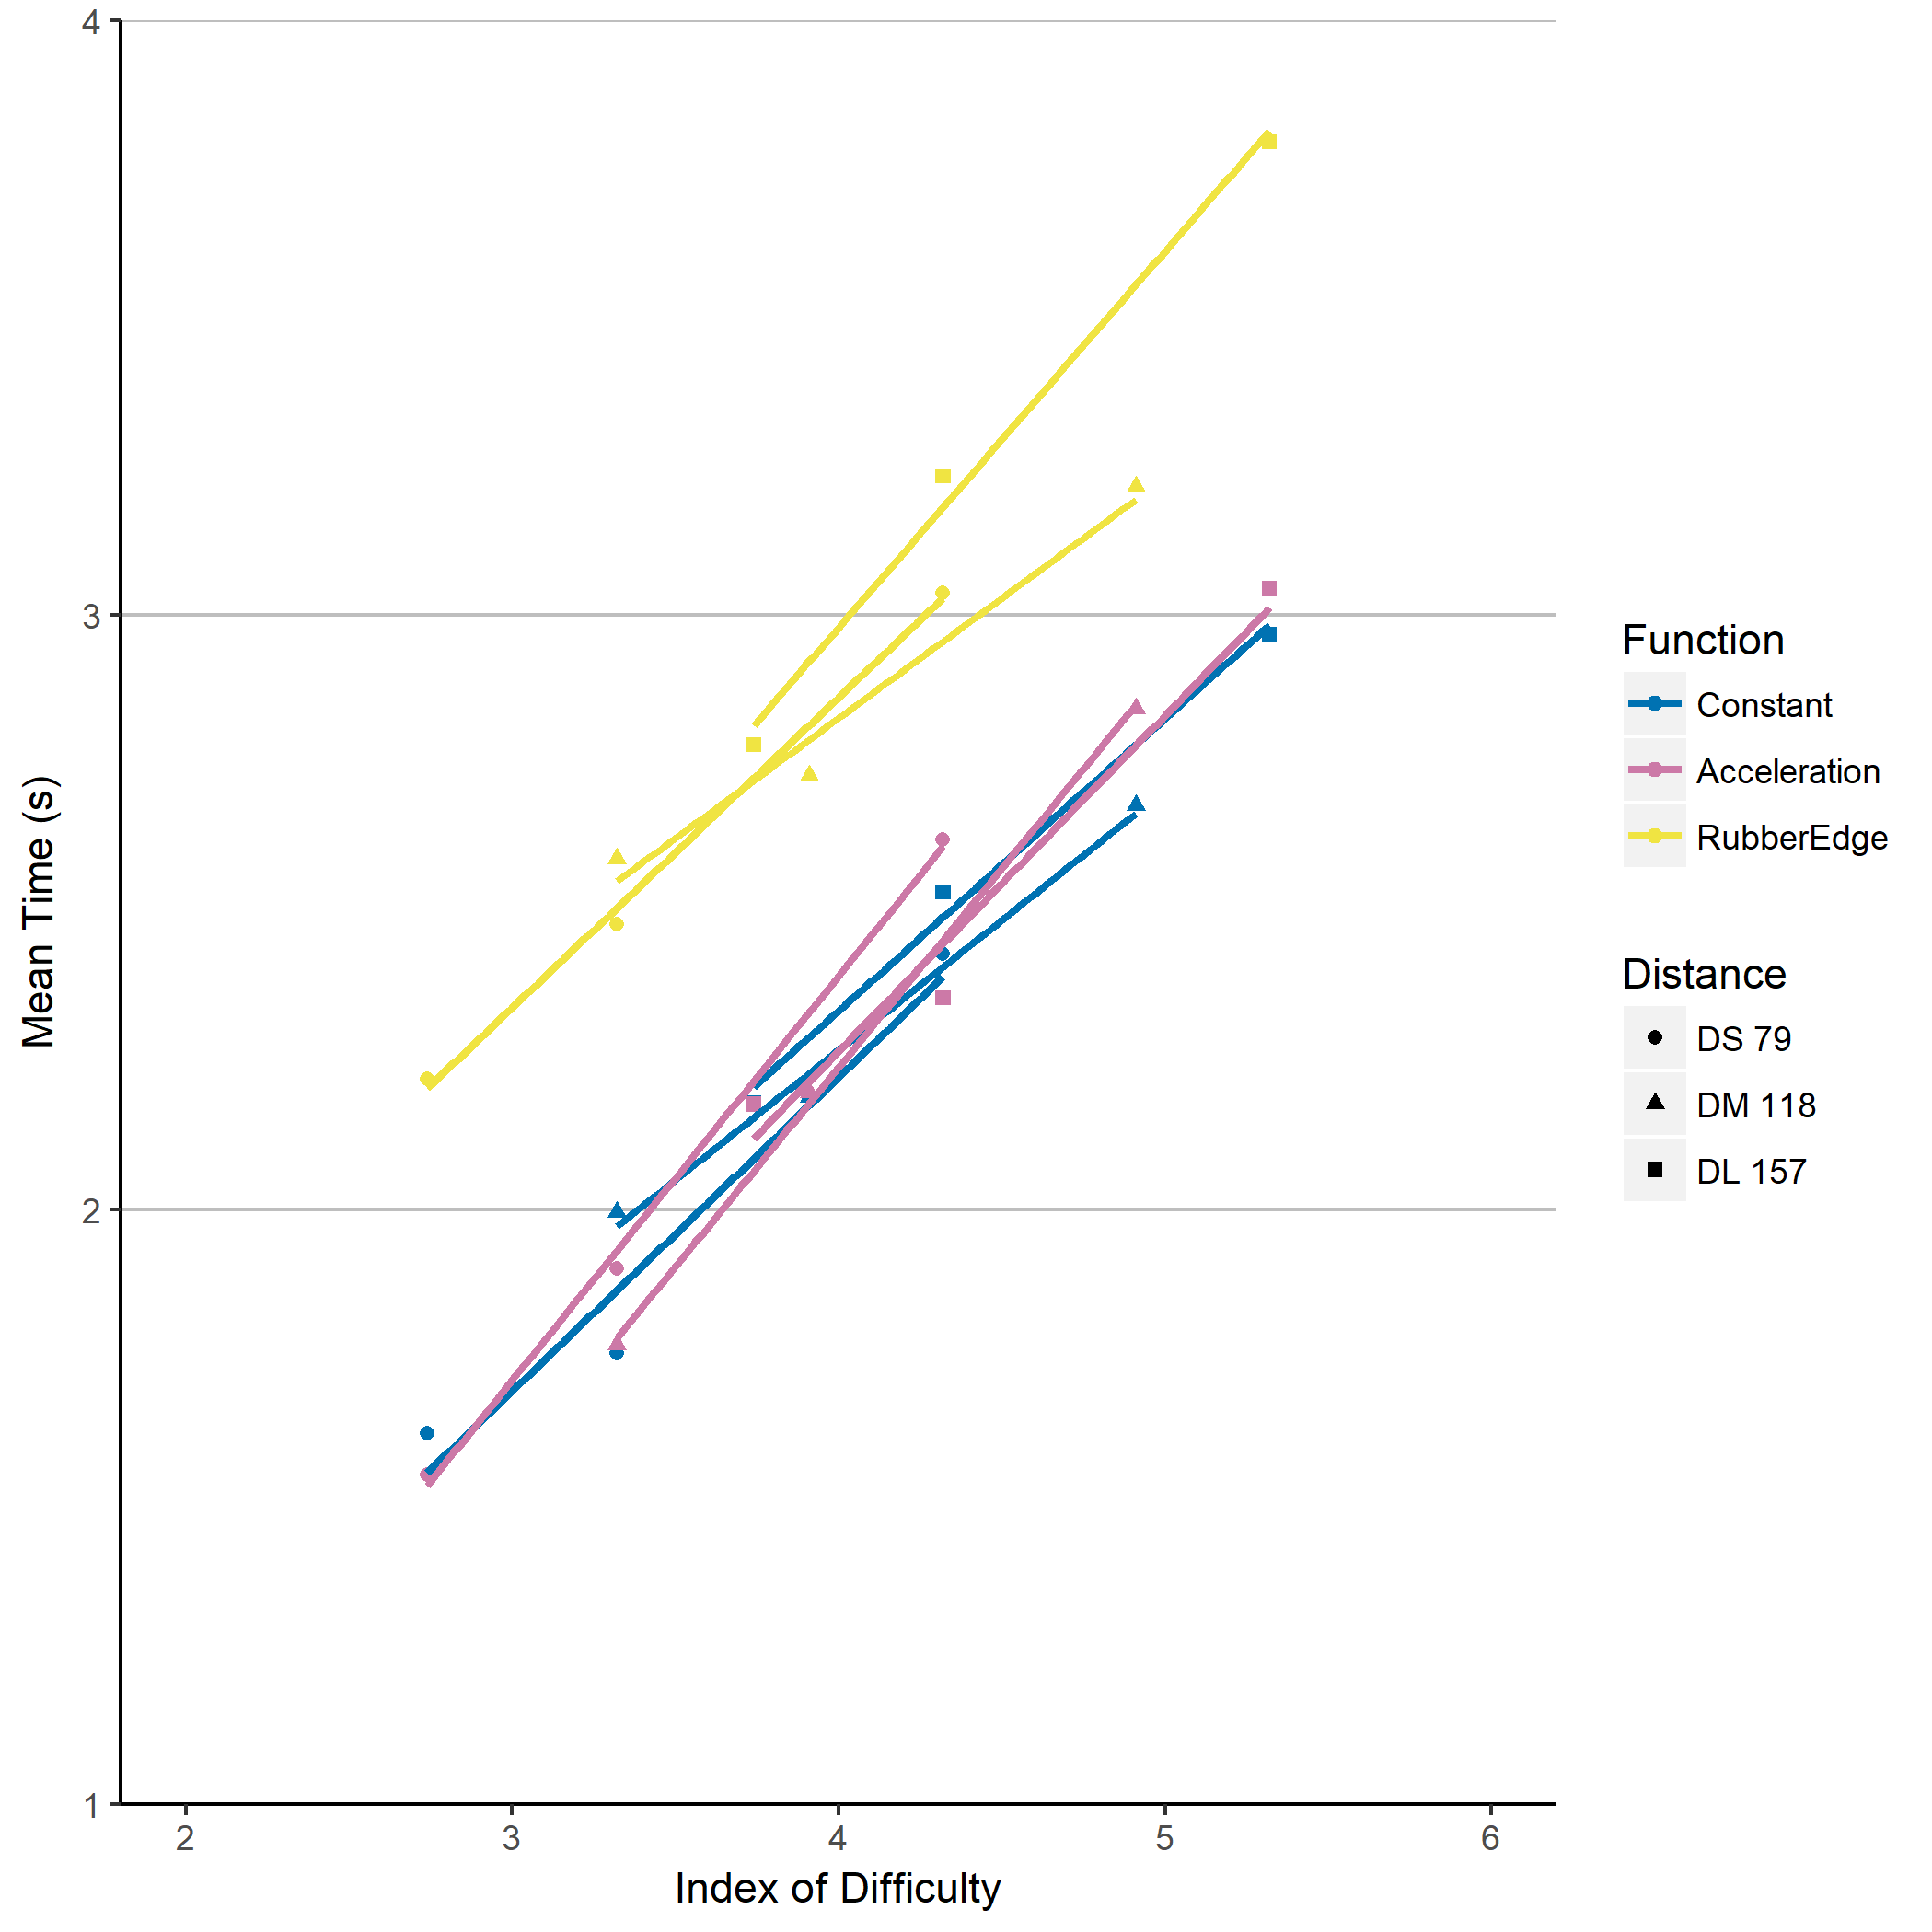 4
3
2
1
Mean Time (s)
2 3 4 5 6
Index of Difficulty
Function
Constant
Acceleration
RubberEdge
Distance
DS 79
DM 118
DL 157